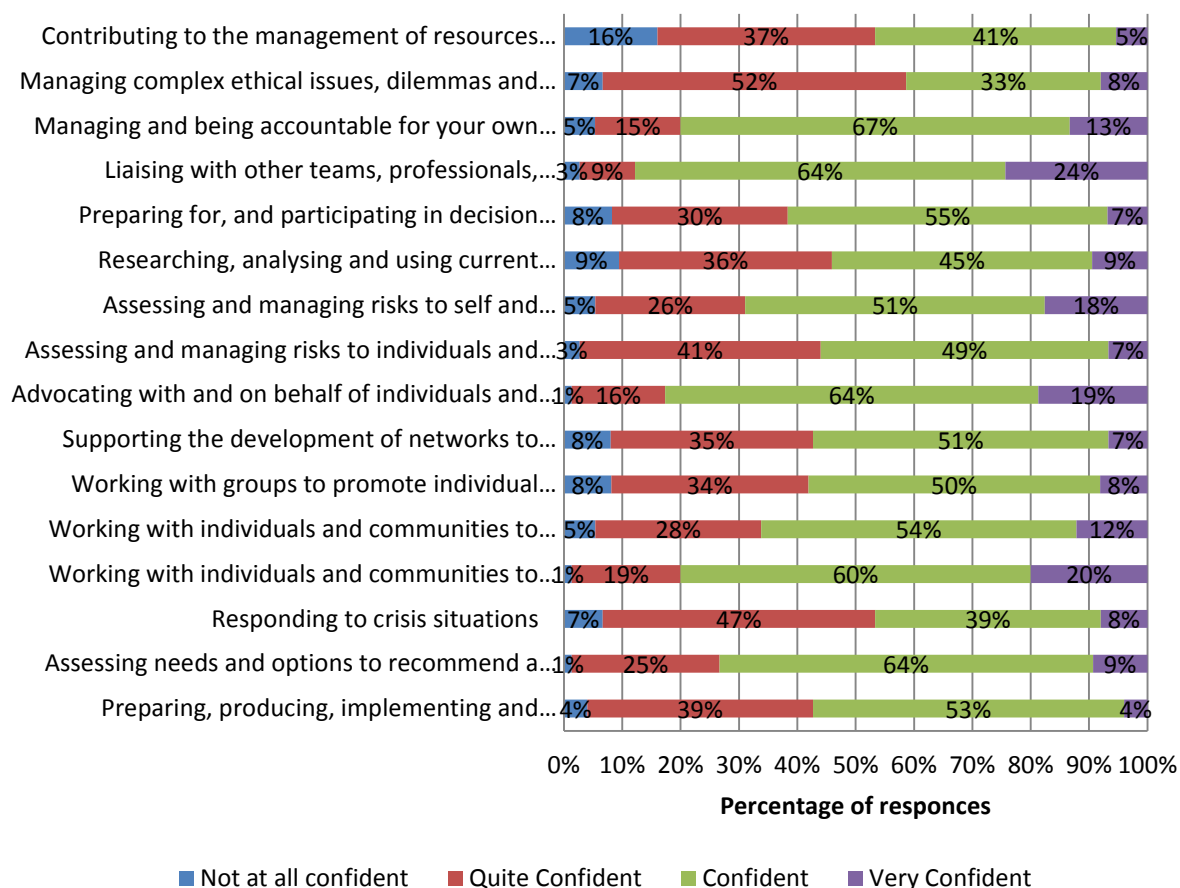 Contributing to the management of resources... 16% 37% 41% 5%
Managing complex ethical issues, dilemmas and... 7% 52% 33% 8%
Managing and being accountable for your own... 5% 15% 67% 13%
Liaising with other teams, professionals,... 3% 9% 64% 24%
Preparing for, and participating in decision... 8% 30% 55% 7%
Researching, analysing and using current... 9% 36% 45% 9%
Assessing and managing risks to self and... 5% 26% 51% 18%
Assessing and managing risks to individuals and... 3% 41% 49% 7%
Advocating with and on behalf of individuals and... 1% 16% 64% 19%
Supporting the development of networks to... 8% 35% 51% 7%
Working with groups to promote individual... 8% 34% 50% 8%
Working with individuals and communities to... 5% 28% 54% 12%
Working with individuals and communities to... 1% 19% 60% 20%
Responding to crisis situations 7% 47% 39% 8%
Assessing needs and options to recommend a... 1% 25% 64% 9%
Preparing, producing, implementing and... 4% 39% 53% 4%
0% 10% 20% 30% 40% 50% 60% 70% 80% 90% 100%
Percentage of responces
Not at all confident Quite Confident Confident Very Confident